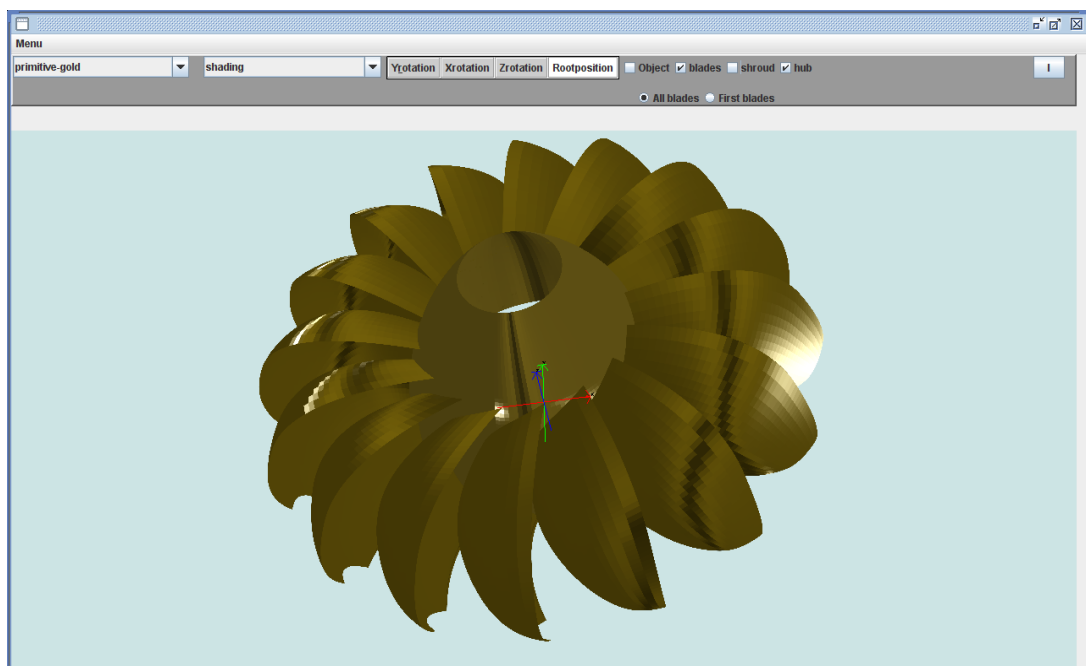 Menu
primitive-gold shading Yrotation Xrotation Zrotation Rootposition Object blades shroud hub I
All blades First blades